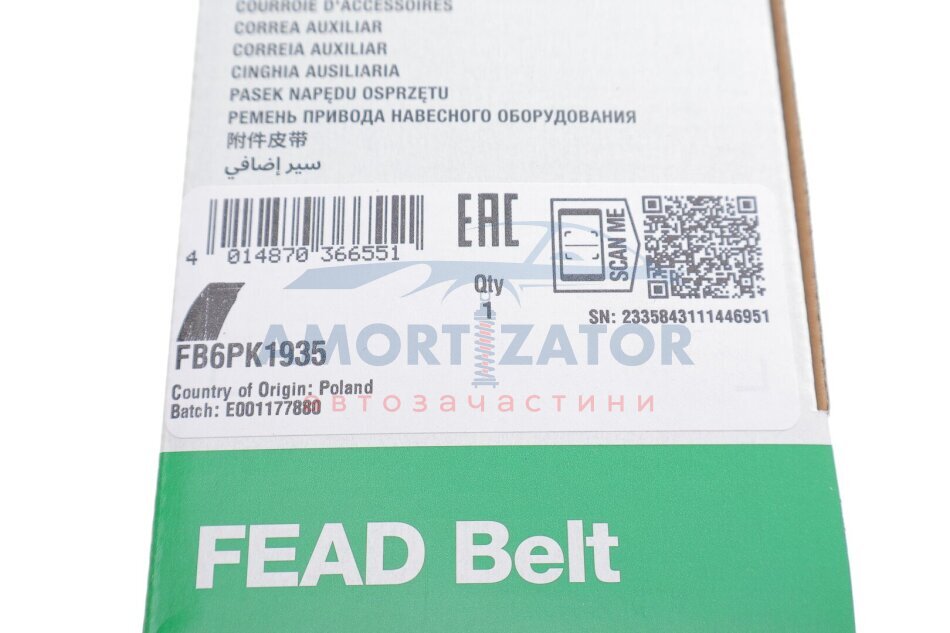 COURROIE D'ACCESSOIRES
CORREA AUXILIAR
CORREIA AUXILIAR
CINGHIA AUSILIARIA
PASEK NAPĘDU OSPRZĘTU
РЕМЕНЬ ПРИВОДА НАВЕСНОГО ОБОРУДОВАНИЯ
附件皮带
سير إضافي
EAC
SCAN ME
4 014870 366551
Qty
1
SN: 2335843111446951
AMORTIZATOR
FB6PK1935
Country of Origin: Poland
автозачастини
Batch: E001177880
FEAD Belt